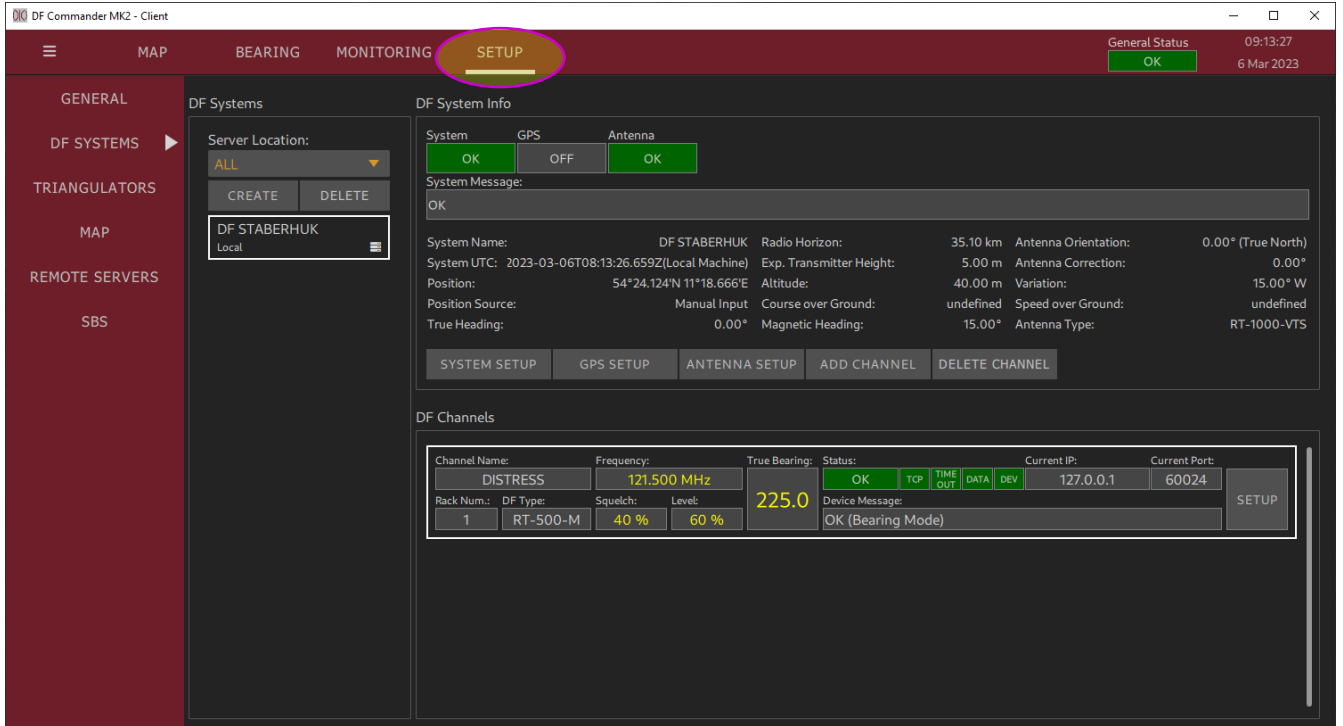 DF Commander MK2 - Client
MAP BEARING MONITORING SETUP
General Status
OK
09:13:27
6 Mar 2023
GENERAL
DF SYSTEMS
TRIANGULATORS
MAP
REMOTE SERVERS
SBS
DF Systems
Server Location:
ALL
CREATE DELETE
DF STABERHUK
Local
DF System Info
System GPS Antenna
OK OFF OK
System Message:
OK
System Name: DF STABERHUK Radio Horizon: 35.10 km Antenna Orientation: 0.00° (True North)
System UTC: 2023-03-06T08:13:26.659Z(Local Machine) Exp. Transmitter Height: 5.00 m Antenna Correction: 0.00°
Position: 54°24.124'N 11°18.666'E Altitude: 40.00 m Variation: 15.00° W
Position Source: Manual Input Course over Ground: undefined Speed over Ground: undefined
True Heading: 0.00° Magnetic Heading: 15.00° Antenna Type: RT-1000-VTS
SYSTEM SETUP GPS SETUP ANTENNA SETUP ADD CHANNEL DELETE CHANNEL
DF Channels
Channel Name: Frequency: True Bearing: Status: Current IP: Current Port:
DISTRESS 121.500 MHz 225.0 OK TCP TIME OUT DATA DEV 127.0.0.1 60024 SETUP
Rack Num.: DF Type: Squelch: Level: Device Message:
1 RT-500-M 40 % 60 % OK (Bearing Mode)